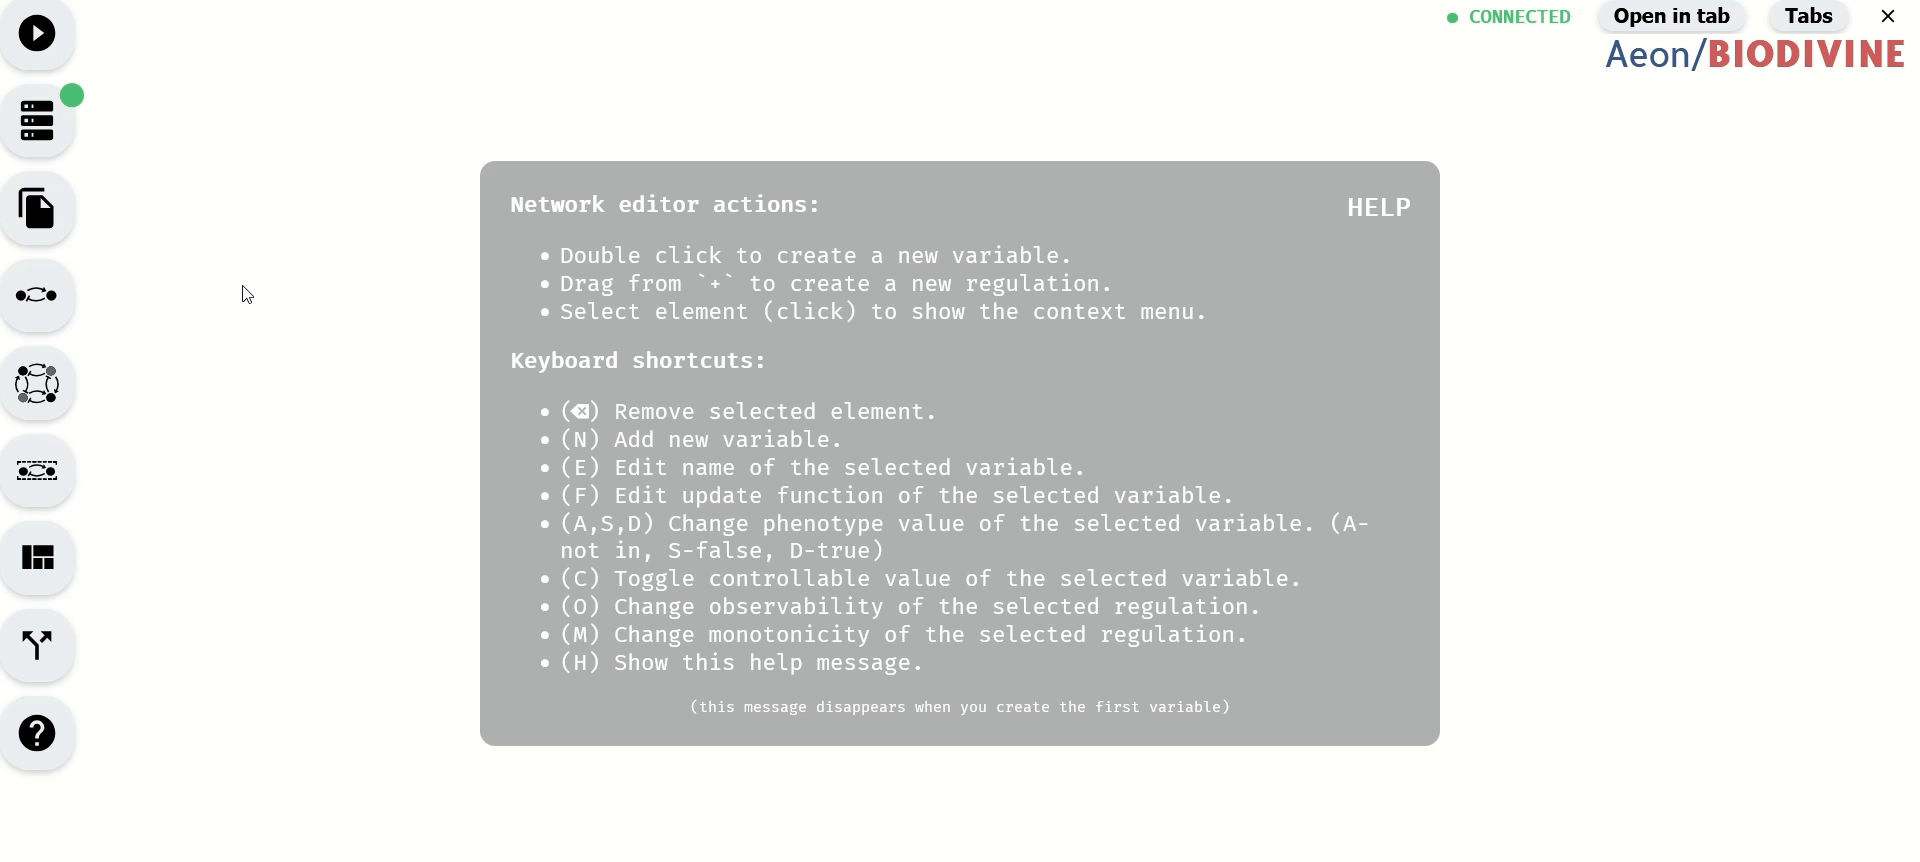 CONNECTED Open in tab Tabs ×
Aeon/BIODIVINE
Network editor actions: HELP
• Double click to create a new variable.
• Drag from `+` to create a new regulation.
• Select element (click) to show the context menu.
Keyboard shortcuts:
• (⌫) Remove selected element.
• (N) Add new variable.
• (E) Edit name of the selected variable.
• (F) Edit update function of the selected variable.
• (A,S,D) Change phenotype value of the selected variable. (A-
not in, S-false, D-true)
• (C) Toggle controllable value of the selected variable.
• (O) Change observability of the selected regulation.
• (M) Change monotonicity of the selected regulation.
• (H) Show this help message.
(this message disappears when you create the first variable)